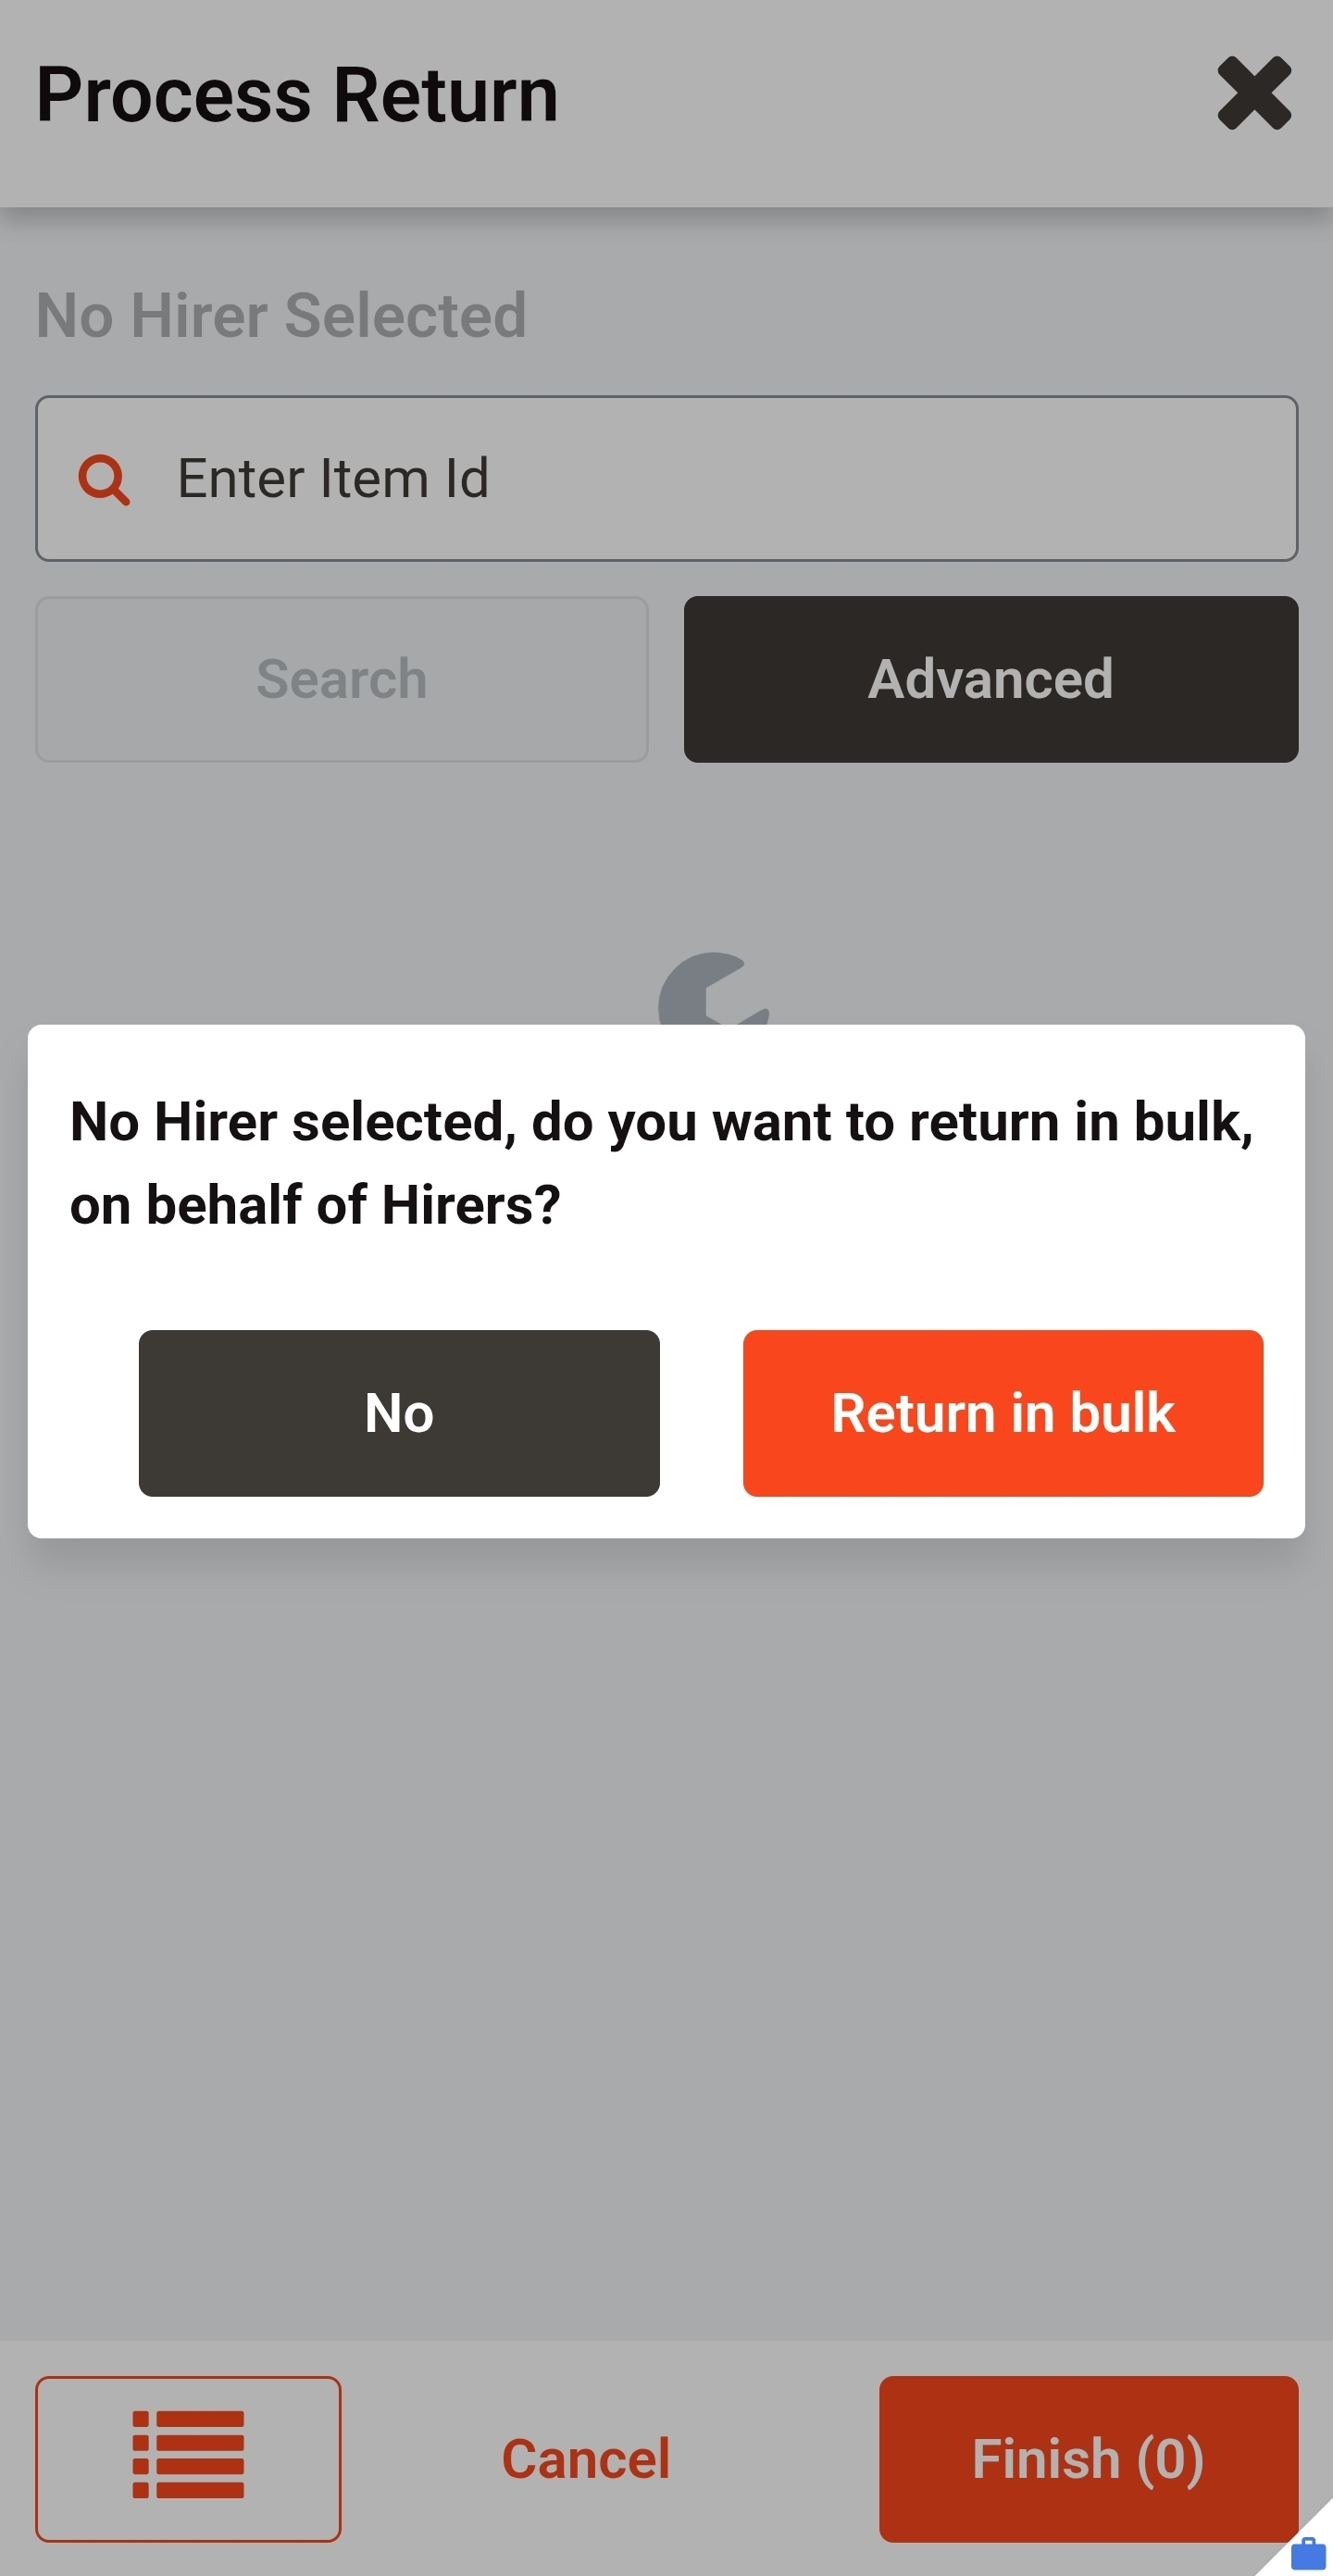 Process Return
No Hirer Selected
Enter Item Id
Search
Advanced
No Hirer selected, do you want to return in bulk,
on behalf of Hirers?
No
Return in bulk
Cancel
Finish (0)